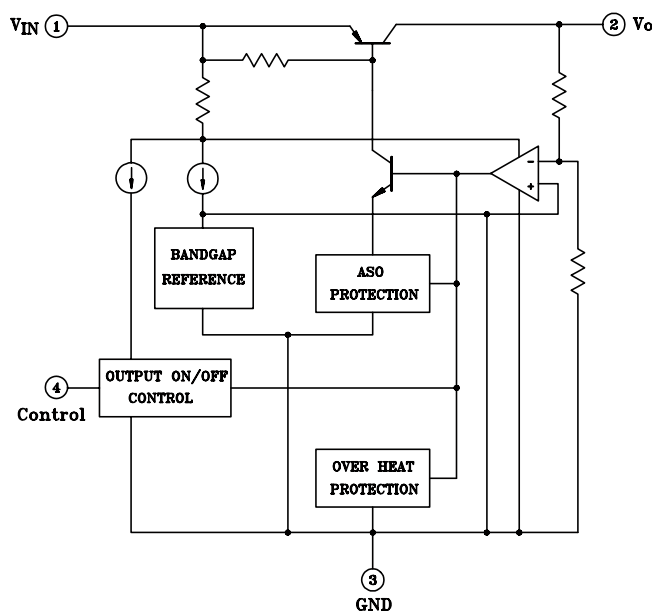 VIN 1
2 Vo
−
+
BANDGAP
REFERENCE
ASO
PROTECTION
4
Control
OUTPUT ON/OFF
CONTROL
OVER HEAT
PROTECTION
3
GND